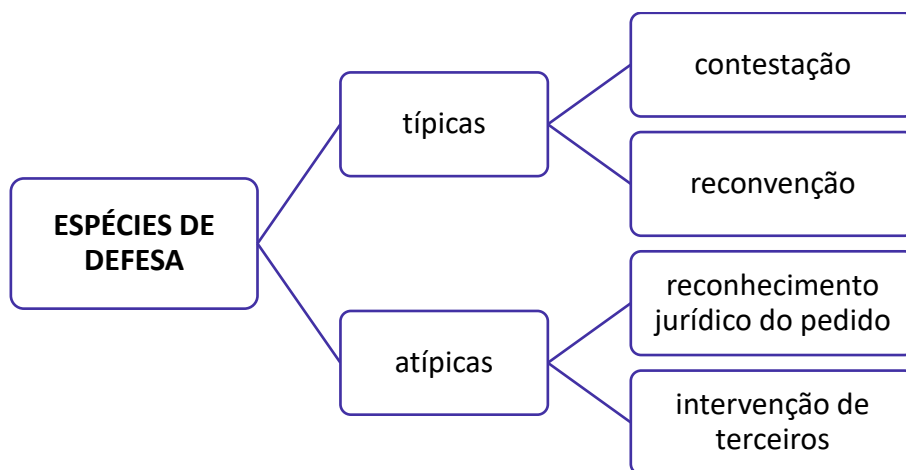 ESPÉCIES DE
DEFESA
típicas
contestação
reconvenção
atípicas
reconhecimento
jurídico do pedido
intervenção de
terceiros